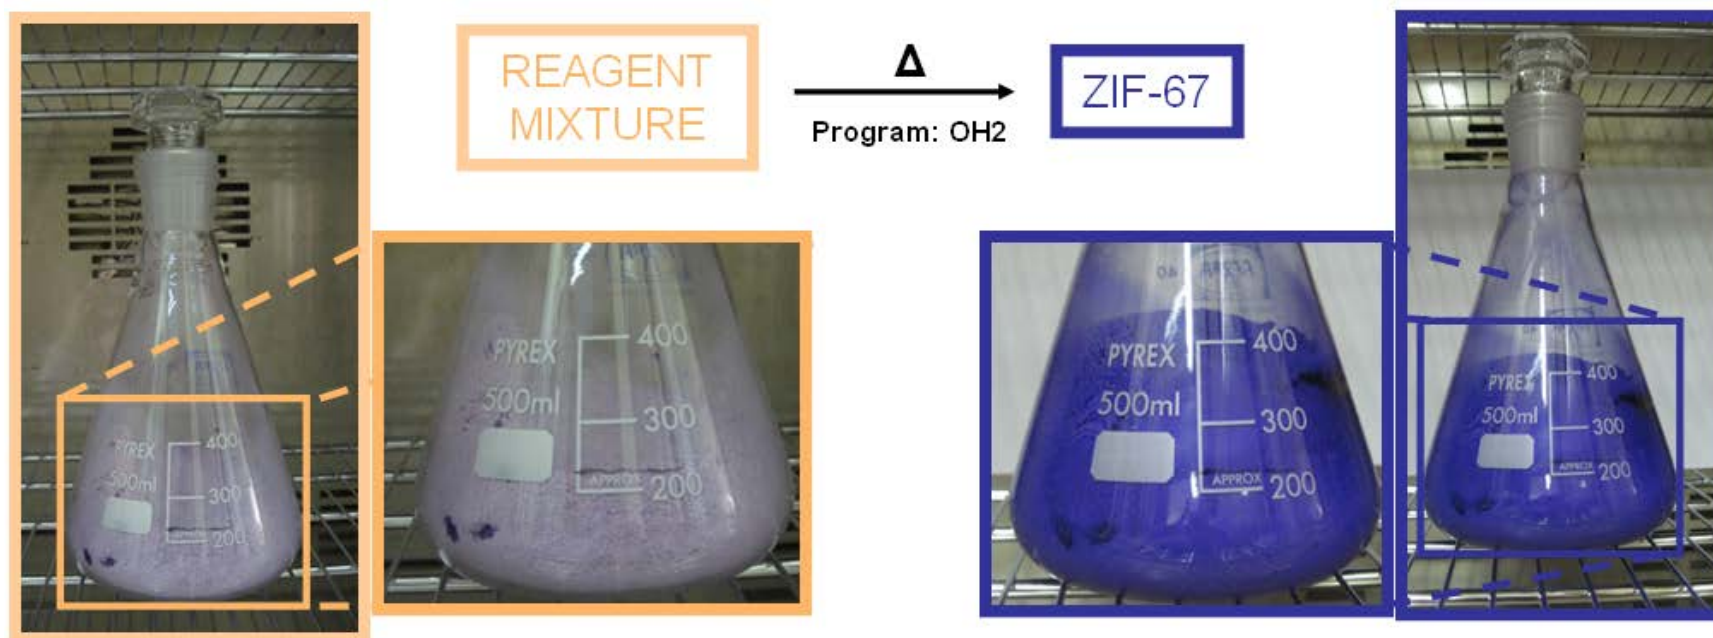 REAGENT
MIXTURE
Δ
Program: OH2
ZIF-67
PYREX
500ml
400
300
APPROX
200
PYREX
500ml
400
300
APPROX
200
40
PYREX
500ml
400
300
APPROX
200
PYREX
500ml
400
300
APPROX
200